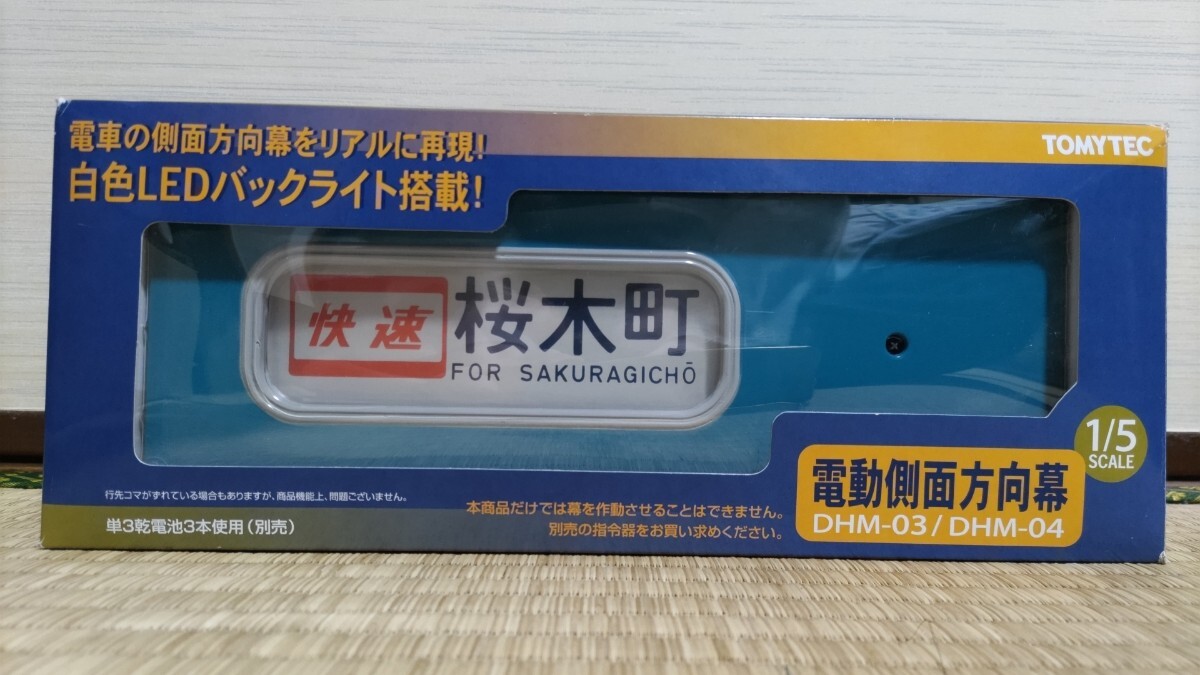 電車の側面方向幕をリアルに再現!
白色LEDバックライト搭載!
TOMYTEC
快速
桜木町
FOR SAKURAGICHŌ
1/5
SCALE
行先コマがずれている場合もありますが、商品機能上、問題ございません。
単3乾電池3本使用(別売)
本商品だけでは幕を作動させることはできません。
別売の指令器をお買い求めください。
電動側面方向幕
DHM-03/DHM-04